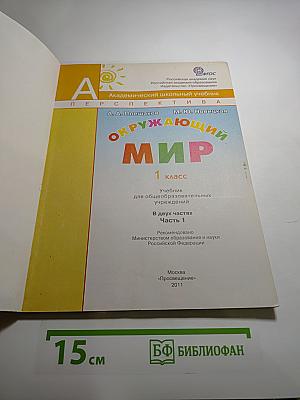 ФГОС
Российская академия наук
Российская академия образования
Издательство «Просвещение»
А
Академический школьный учебник
ПЕРСПЕКТИВА
А. А. Плешаков М. Ю. Новицкая
ОКРУЖАЮЩИЙ
МИР
1 класс
Учебник
для общеобразовательных
учреждений
В двух частях
Часть 1
Рекомендовано
Министерством образования и науки
Российской Федерации
Москва
«Просвещение»
2011
15 см
БФ БИБЛИОФАН